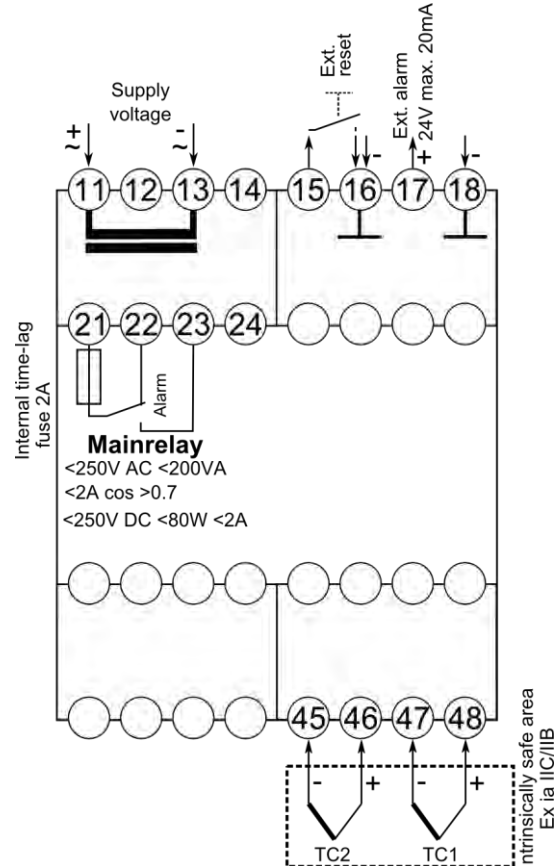 Ext.
reset
Ext. alarm
24V max. 20mA
Supply
voltage
+
~
-
~
-
+
-
11 12 13 14 15 16 17 18
21 22 23 24
Internal time-lag
fuse 2A
Alarm
Mainrelay
<250V AC <200VA
<2A cos >0.7
<250V DC <80W <2A
45 46 47 48
- + - +
TC2 TC1
ntrinsically safe area
Ex ia IIC/IIB